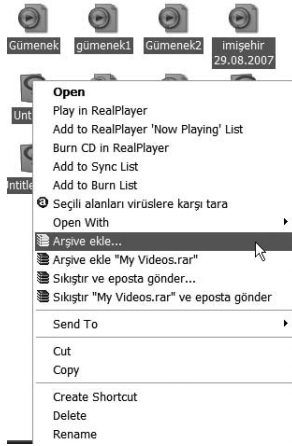 Gümenek gümenek1 Gümenek2 imişehir
29.08.2007
Open
Play in RealPlayer
Add to RealPlayer 'Now Playing' List
Burn CD in RealPlayer
Add to Sync List
Add to Burn List
Seçili alanları virüslere karşı tara
Open With
Arşive ekle...
Arşive ekle "My Videos.rar"
Sıkıştır ve eposta gönder...
Sıkıştır "My Videos.rar" ve eposta gönder
Send To
Cut
Copy
Create Shortcut
Delete
Rename